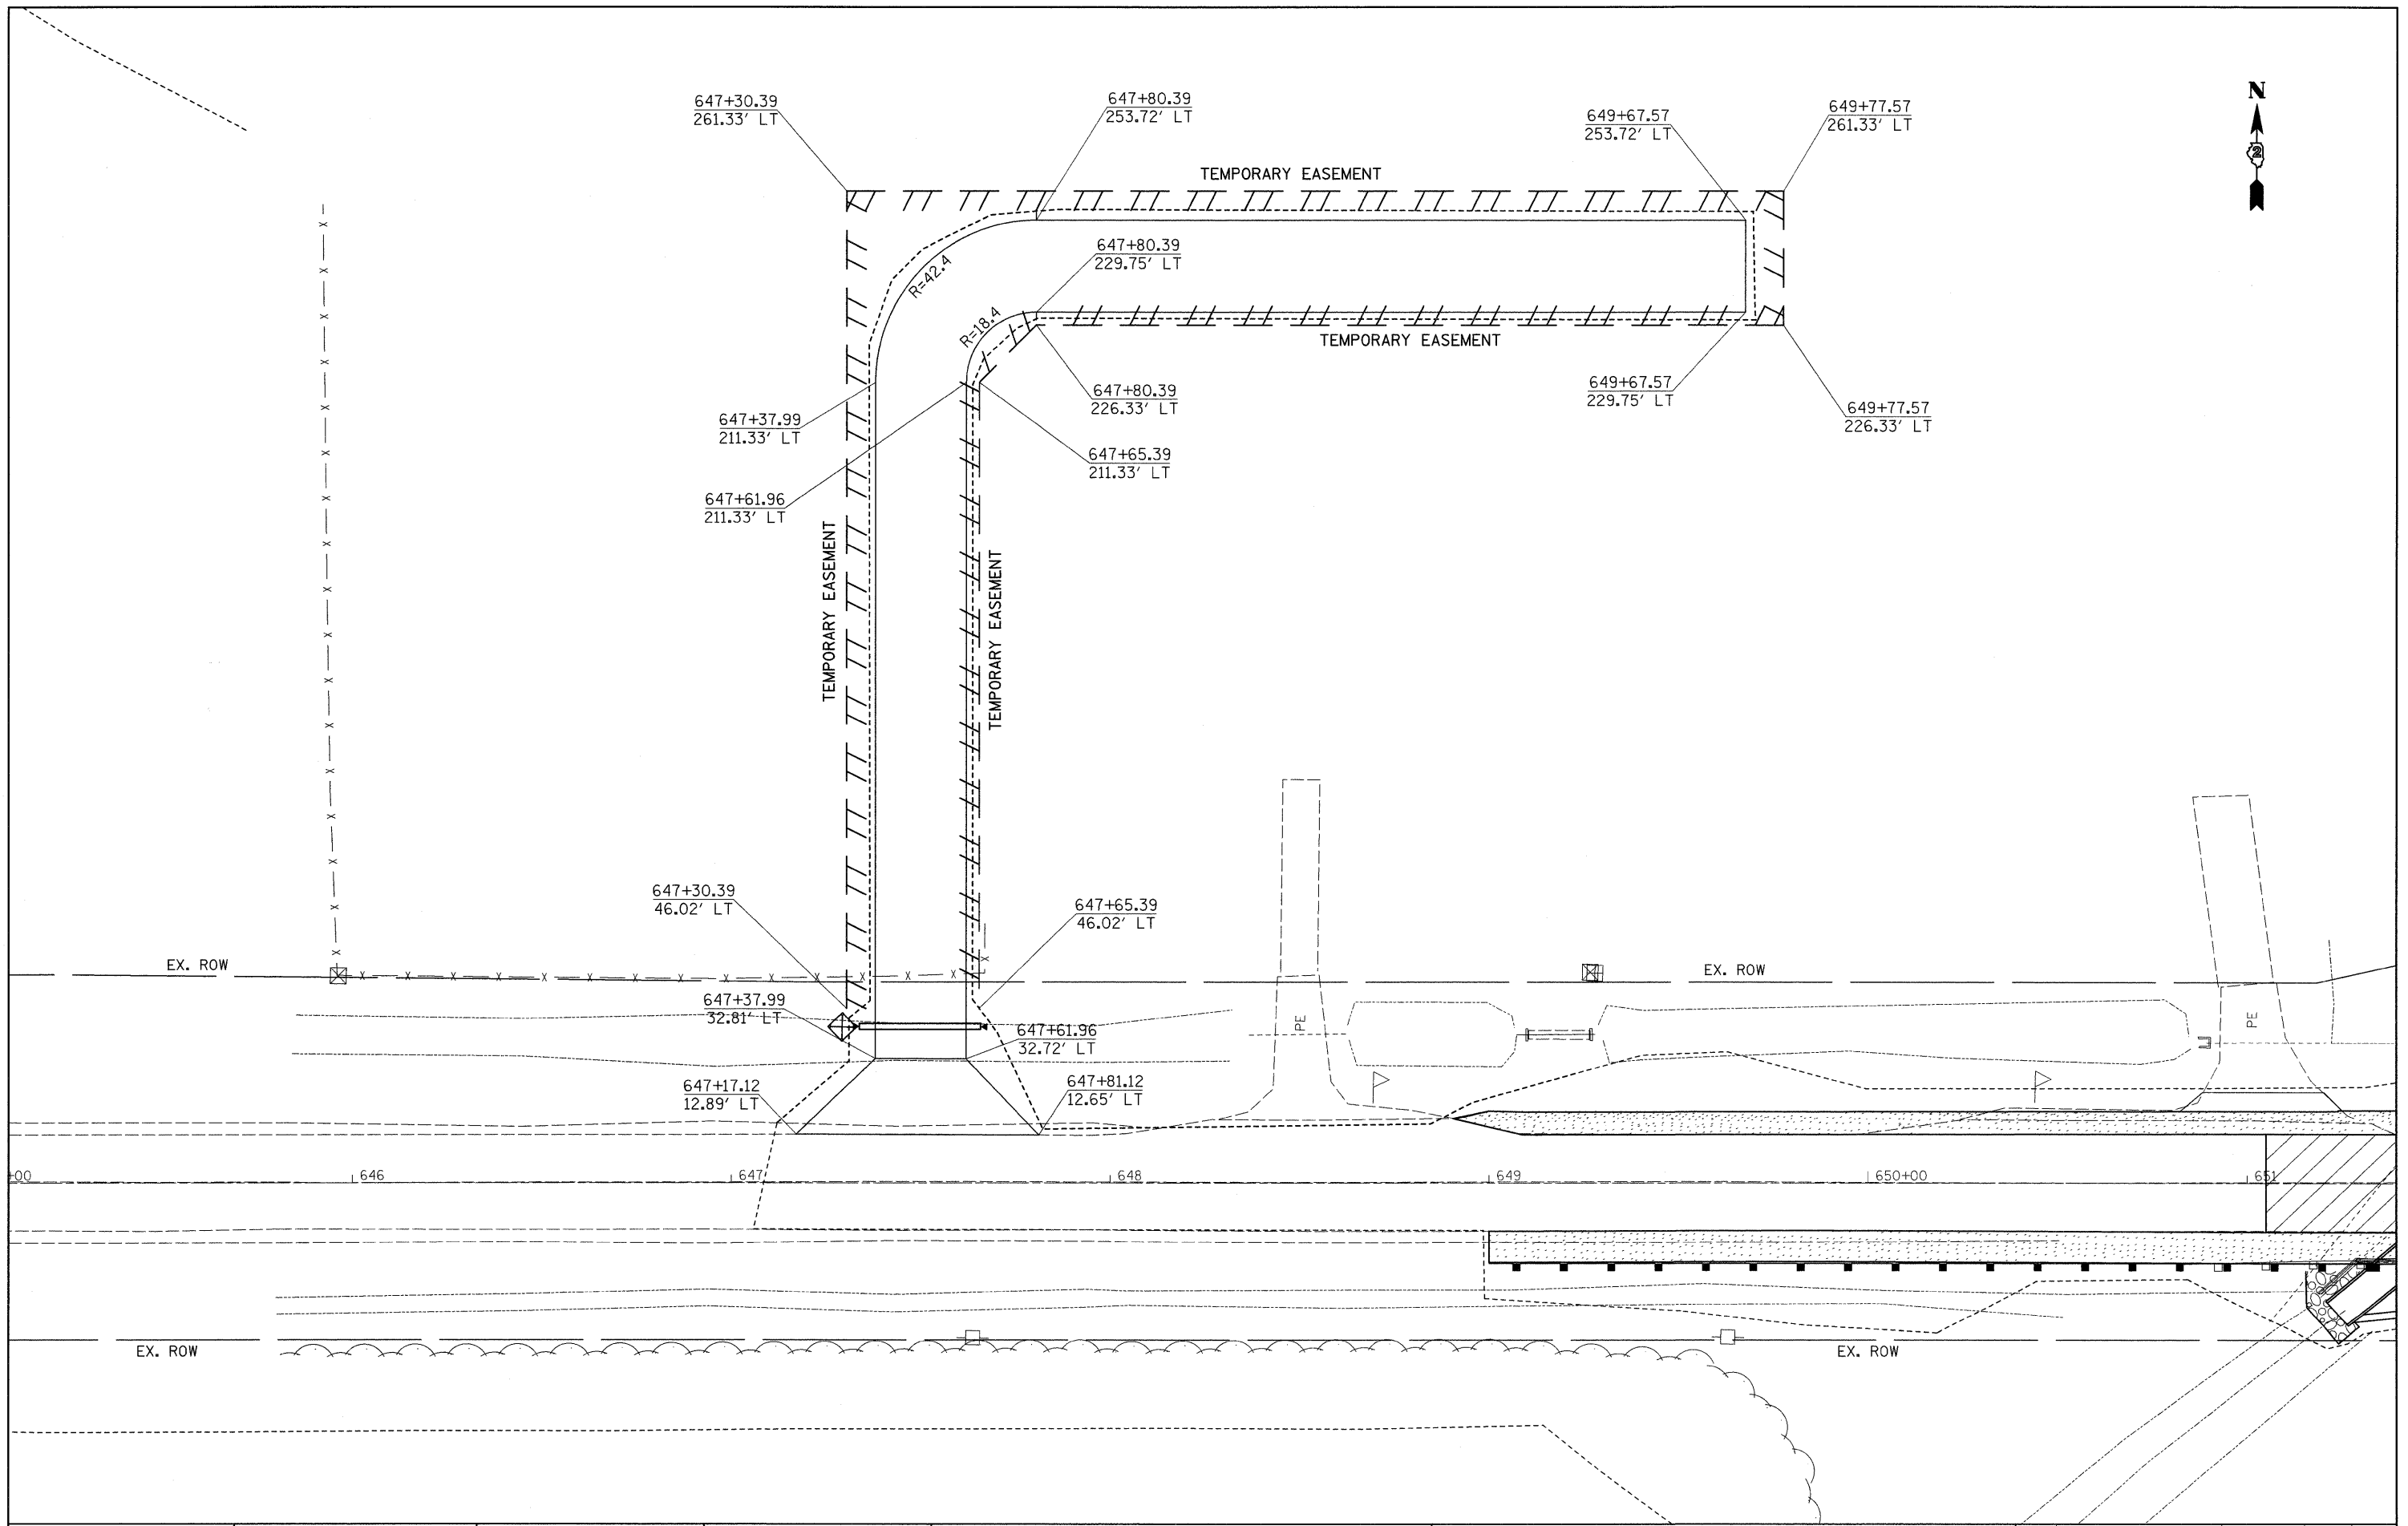 647+30.39
261.33' LT
647+80.39
253.72' LT
649+67.57
253.72' LT
649+77.57
261.33' LT
N
2
TEMPORARY EASEMENT
647+80.39
229.75' LT
R=42.4
R=18.4
TEMPORARY EASEMENT
647+80.39
226.33' LT
649+67.57
229.75' LT
649+77.57
226.33' LT
647+37.99
211.33' LT
647+65.39
211.33' LT
647+61.96
211.33' LT
TEMPORARY EASEMENT
TEMPORARY EASEMENT
647+30.39
46.02' LT
647+65.39
46.02' LT
EX. ROW
EX. ROW
647+37.99
32.81' LT
647+61.96
32.72' LT
PE
PE
647+17.12
12.89' LT
647+81.12
12.65' LT
+00
646
647
648
649
650+00
651
EX. ROW
EX. ROW